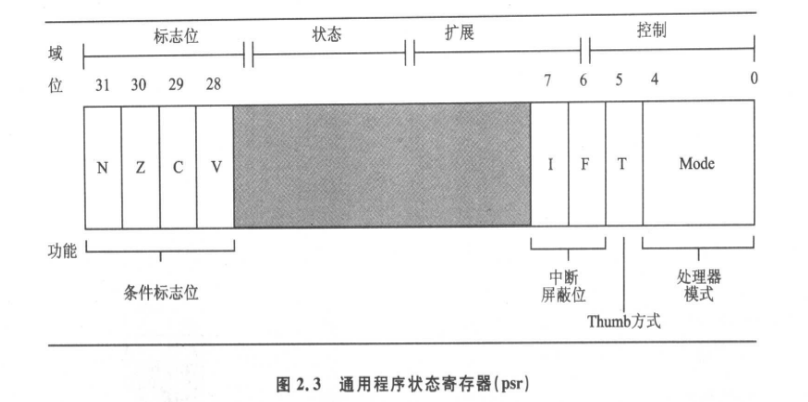 域 标志位 状态 扩展 控制
位 31 30 29 28 7 6 5 4 0
N Z C V I F T Mode
功能
条件标志位 中断 处理器
屏蔽位 模式
Thumb方式
图 2.3 通用程序状态寄存器(psr)